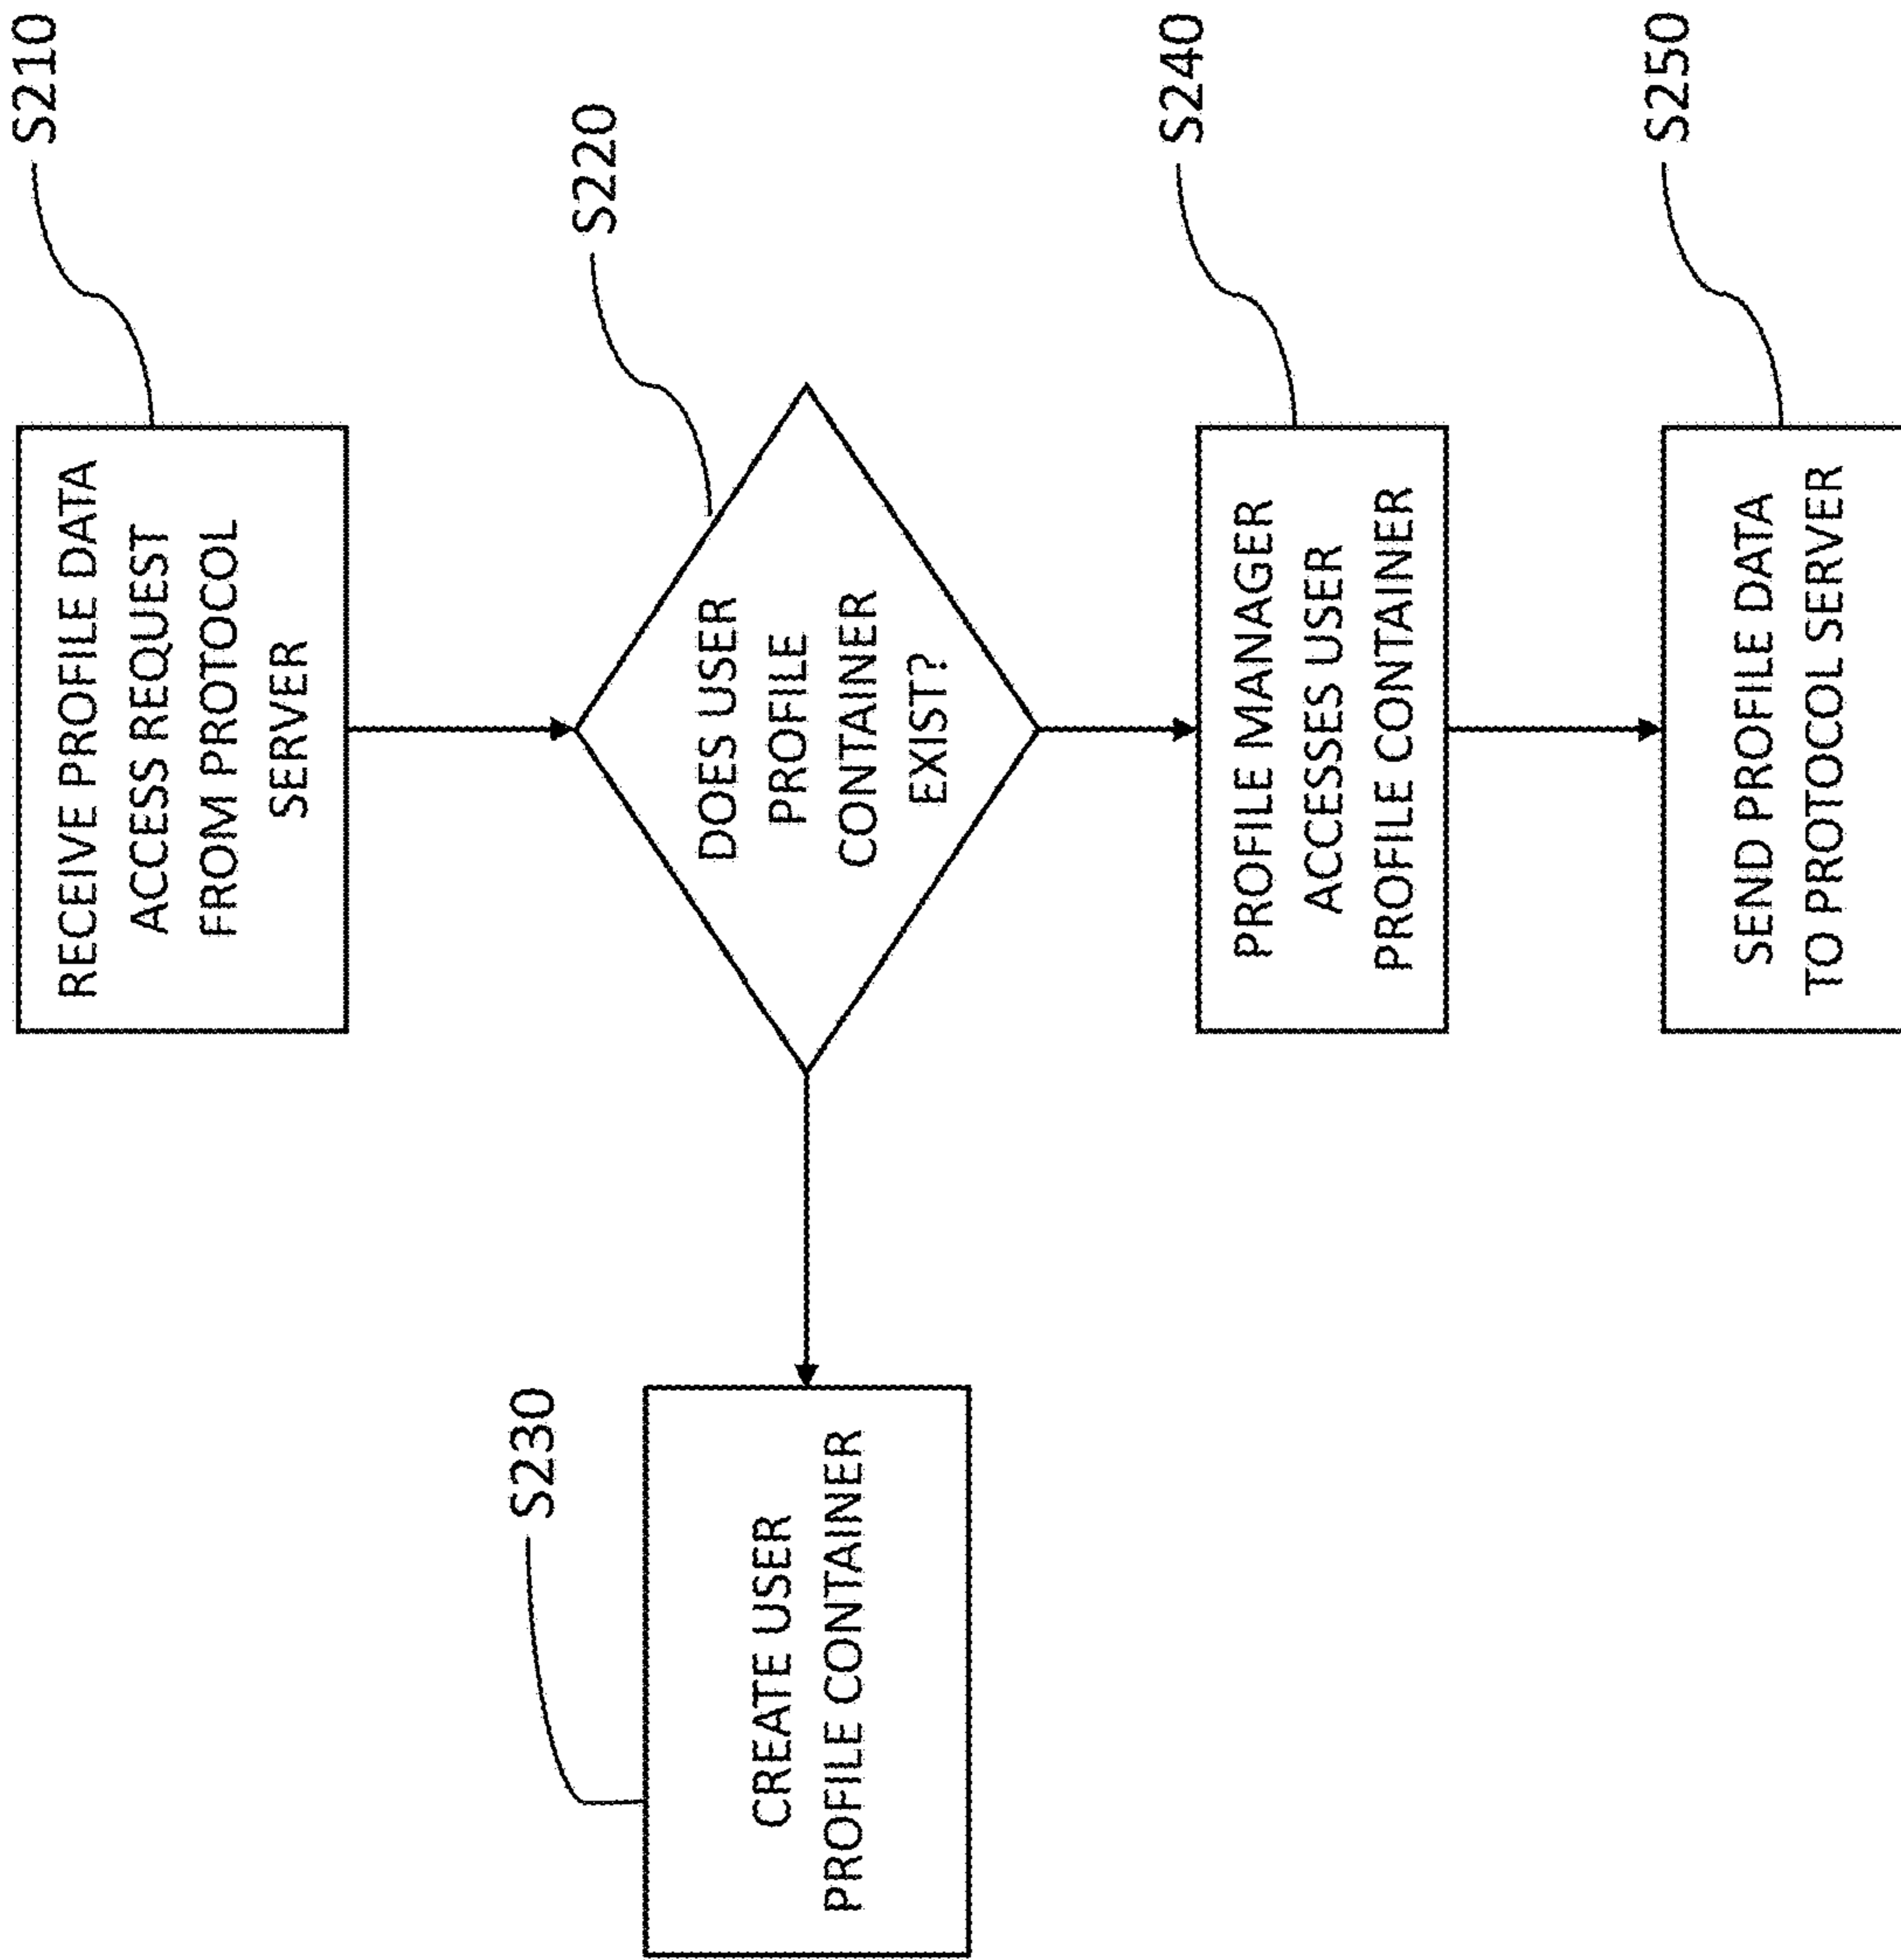 S210
RECEIVE PROFILE DATA
ACCESS REQUEST
FROM PROTOCOL
SERVER
S220
DOES USER
PROFILE
CONTAINER
EXIST?
S230
CREATE USER
PROFILE CONTAINER
S240
PROFILE MANAGER
ACCESSES USER
PROFILE CONTAINER
S250
SEND PROFILE DATA
TO PROTOCOL SERVER